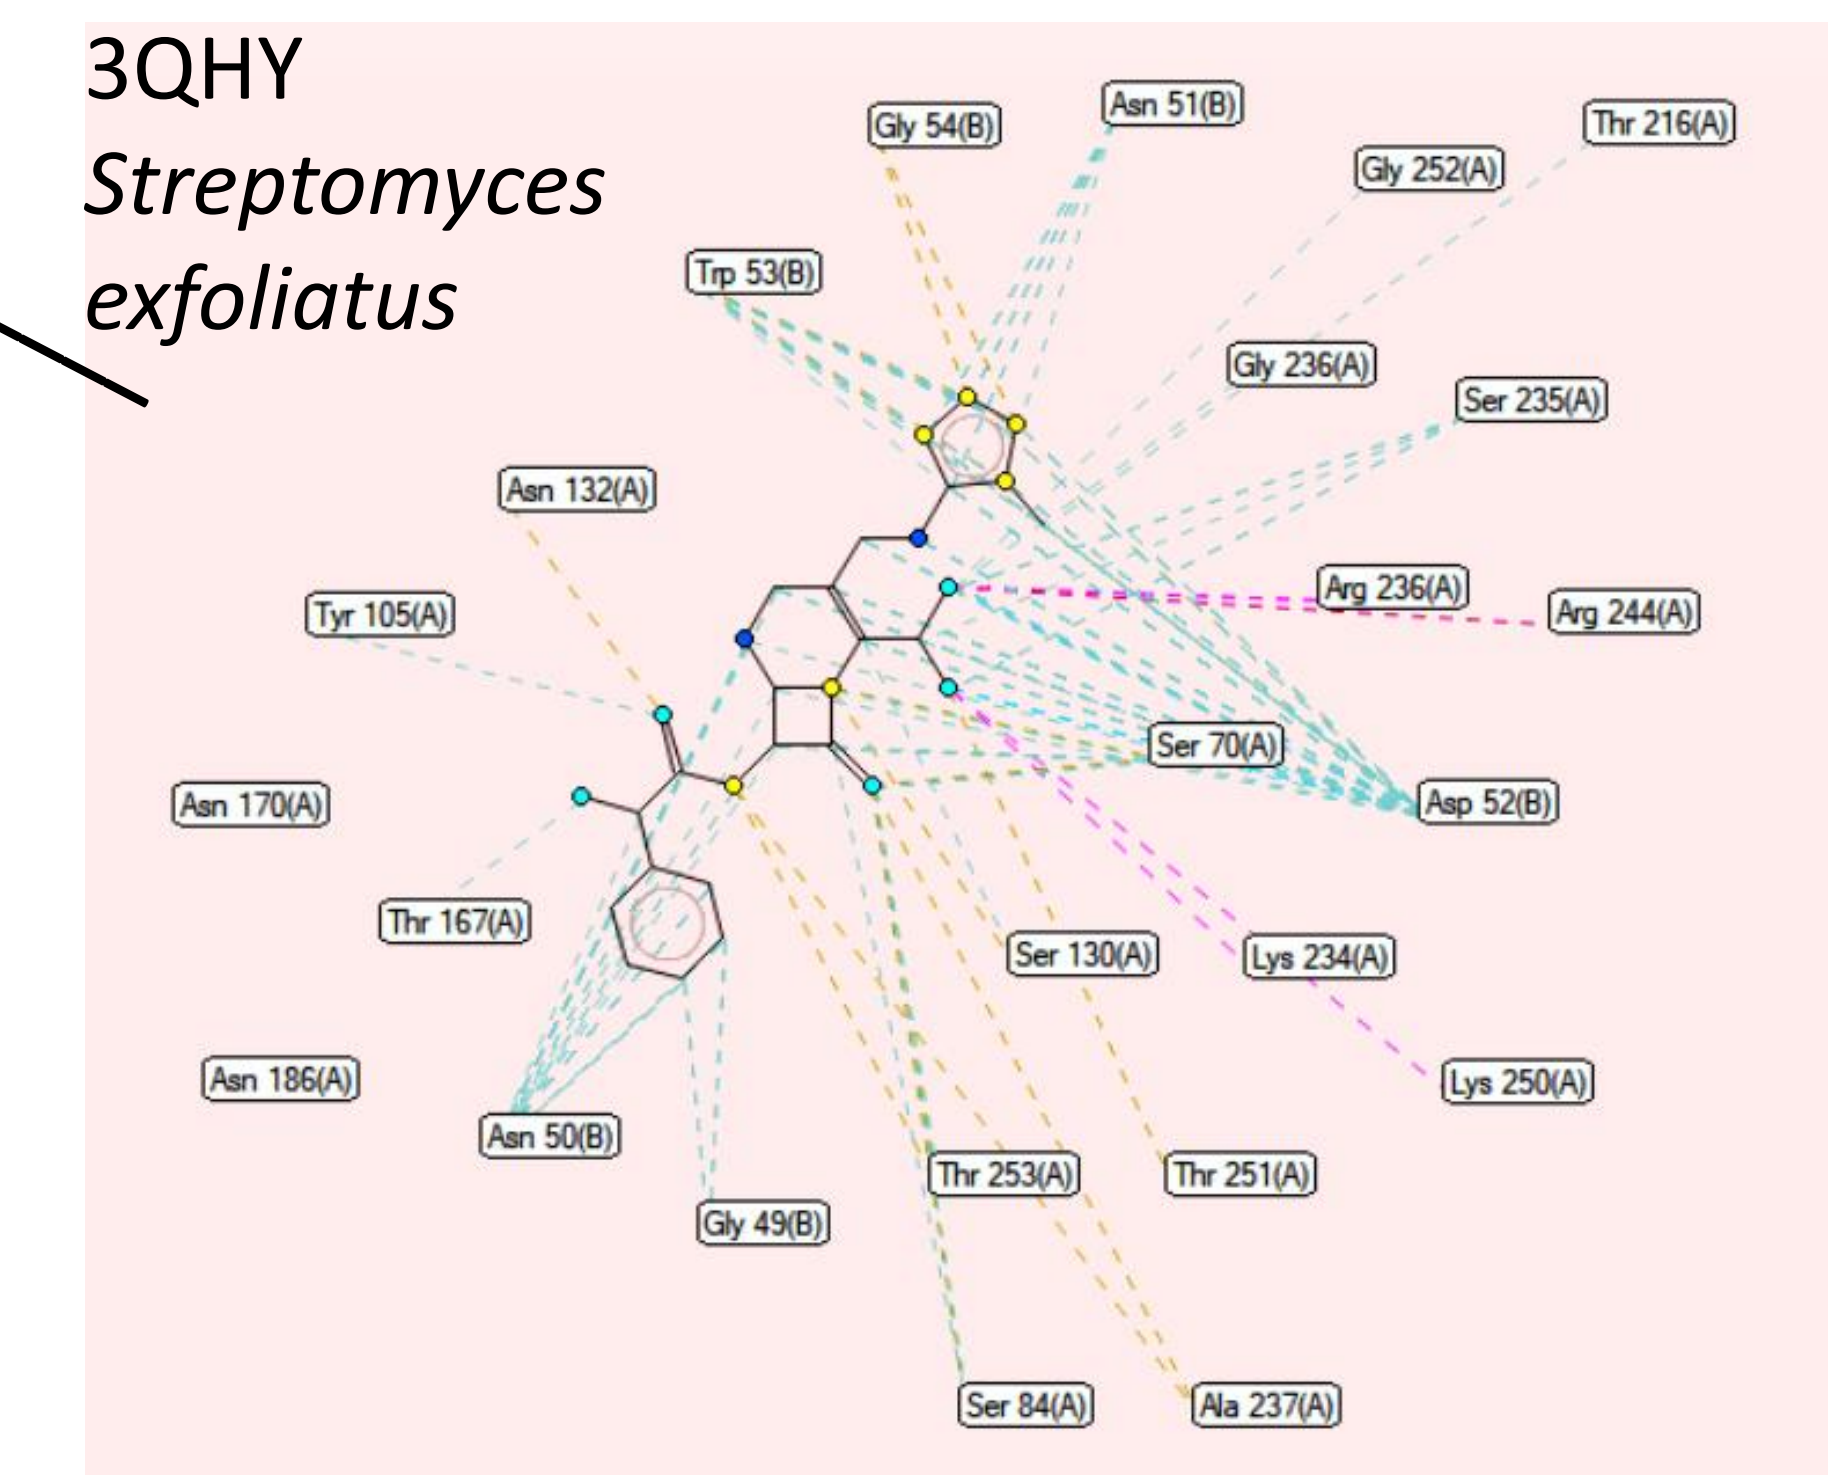 3QHY
Streptomyces
exfoliatus
Asn 51(B)
Gly 54(B)
Thr 216(A)
Gly 252(A)
Trp 53(B)
Gly 236(A)
Ser 235(A)
Asn 132(A)
Arg 236(A)
Arg 244(A)
Tyr 105(A)
Ser 70(A)
Asp 52(B)
Asn 170(A)
Thr 167(A)
Ser 130(A)
Lys 234(A)
Asn 186(A)
Lys 250(A)
Asn 50(B)
Thr 253(A)
Thr 251(A)
Gly 49(B)
Ser 84(A)
Ala 237(A)